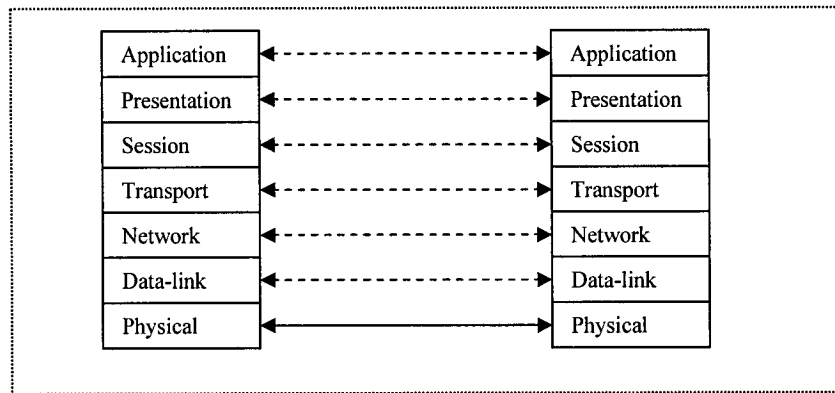 Application Application
Presentation Presentation
Session Session
Transport Transport
Network Network
Data-link Data-link
Physical Physical